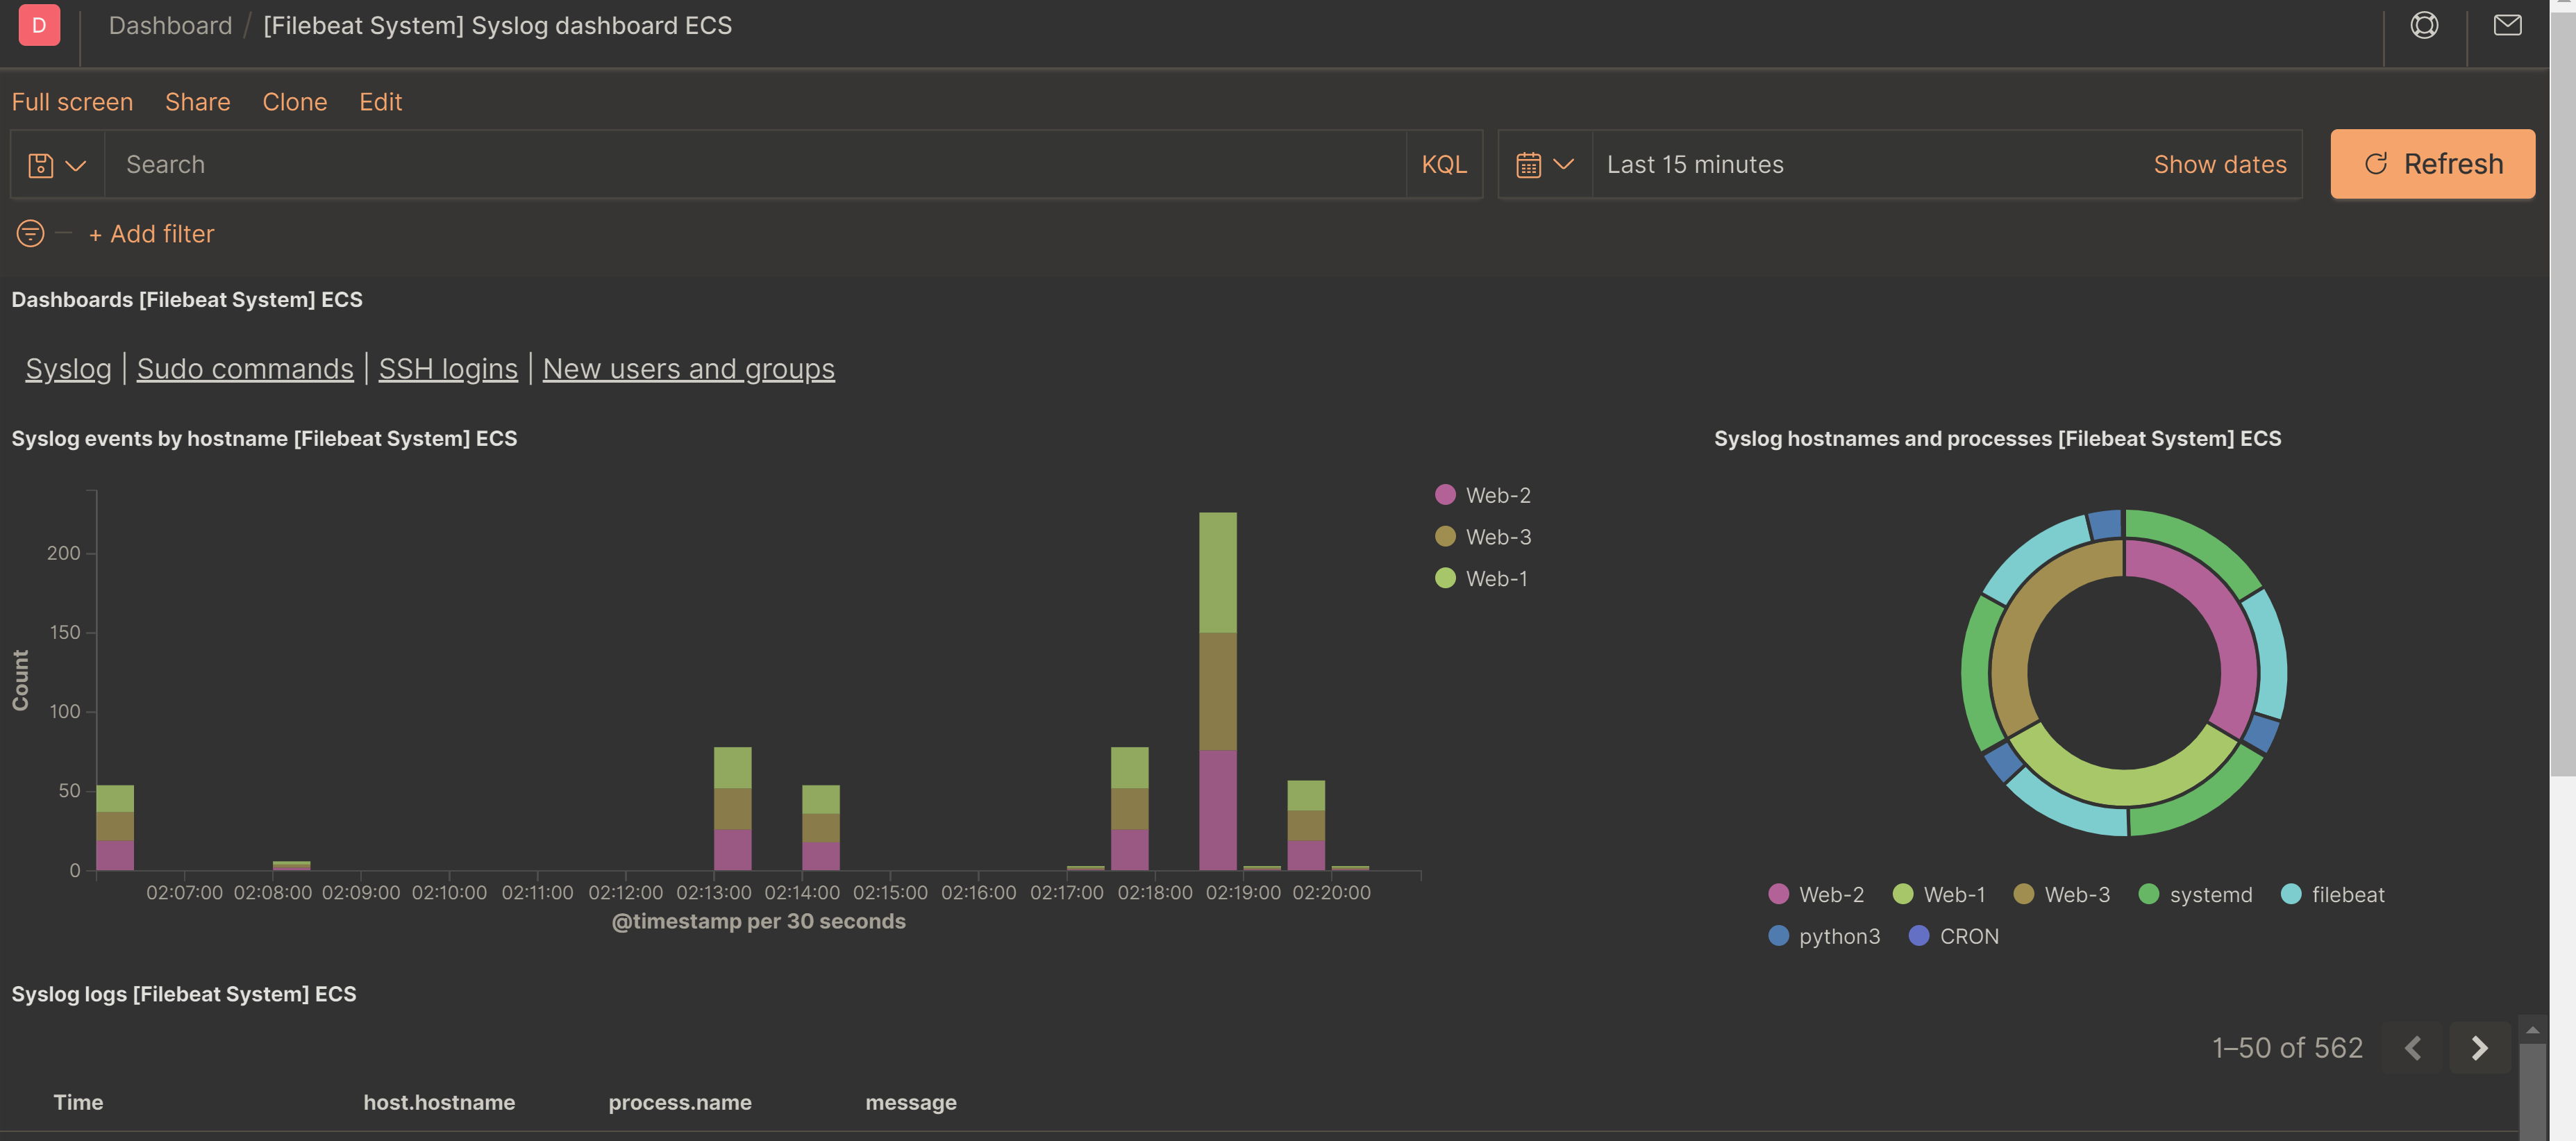 D Dashboard / [Filebeat System] Syslog dashboard ECS
Full screen Share Clone Edit
Search KQL Last 15 minutes Show dates Refresh
+ Add filter
Dashboards [Filebeat System] ECS
Syslog | Sudo commands | SSH logins | New users and groups
Syslog events by hostname [Filebeat System] ECS
Count
200
150
100
50
0
02:07:00 02:08:00 02:09:00 02:10:00 02:11:00 02:12:00 02:13:00 02:14:00 02:15:00 02:16:00 02:17:00 02:18:00 02:19:00 02:20:00
@timestamp per 30 seconds
Web-2
Web-3
Web-1
Syslog hostnames and processes [Filebeat System] ECS
Web-2 Web-1 Web-3 systemd filebeat
python3 CRON
Syslog logs [Filebeat System] ECS
1–50 of 562
Time host.hostname process.name message